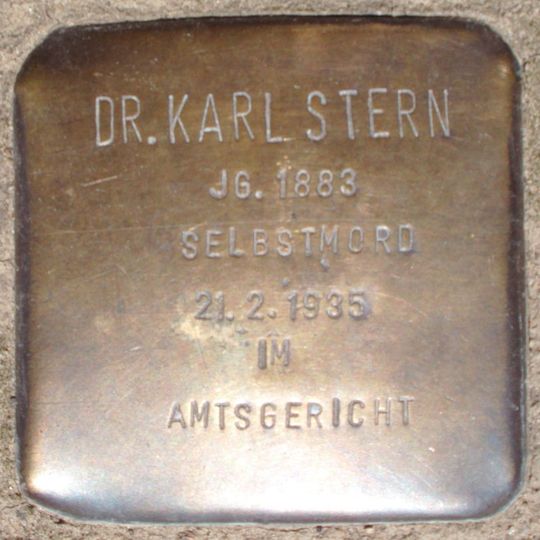 DR. KARL STERN
JG. 1883
SELBSTMORD
21. 2. 1935
IM
AMTSGERICHT